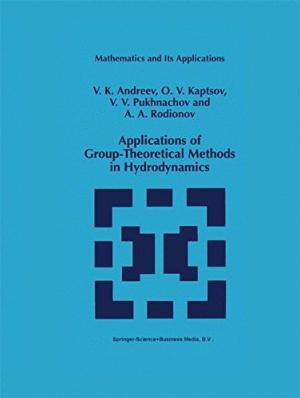 Mathematics and Its Applications
V. K. Andreev, O. V. Kaptsov,
V. V. Pukhnachov and
A. A. Rodionov
Applications of
Group-Theoretical Methods
in Hydrodynamics
Springer-Science+Business Media, B.V.